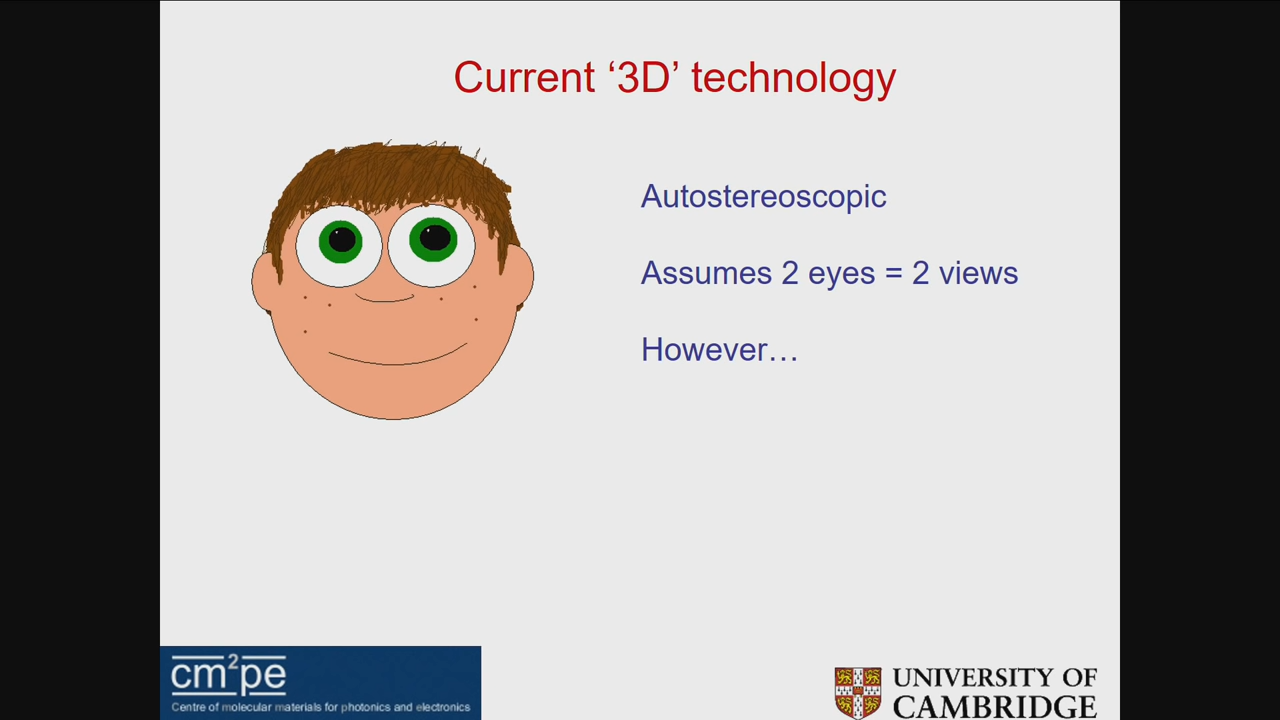 Current ‘3D’ technology
Autostereoscopic
Assumes 2 eyes = 2 views
However…
cm²pe
Centre of molecular materials for photonics and electronics
UNIVERSITY OF
CAMBRIDGE